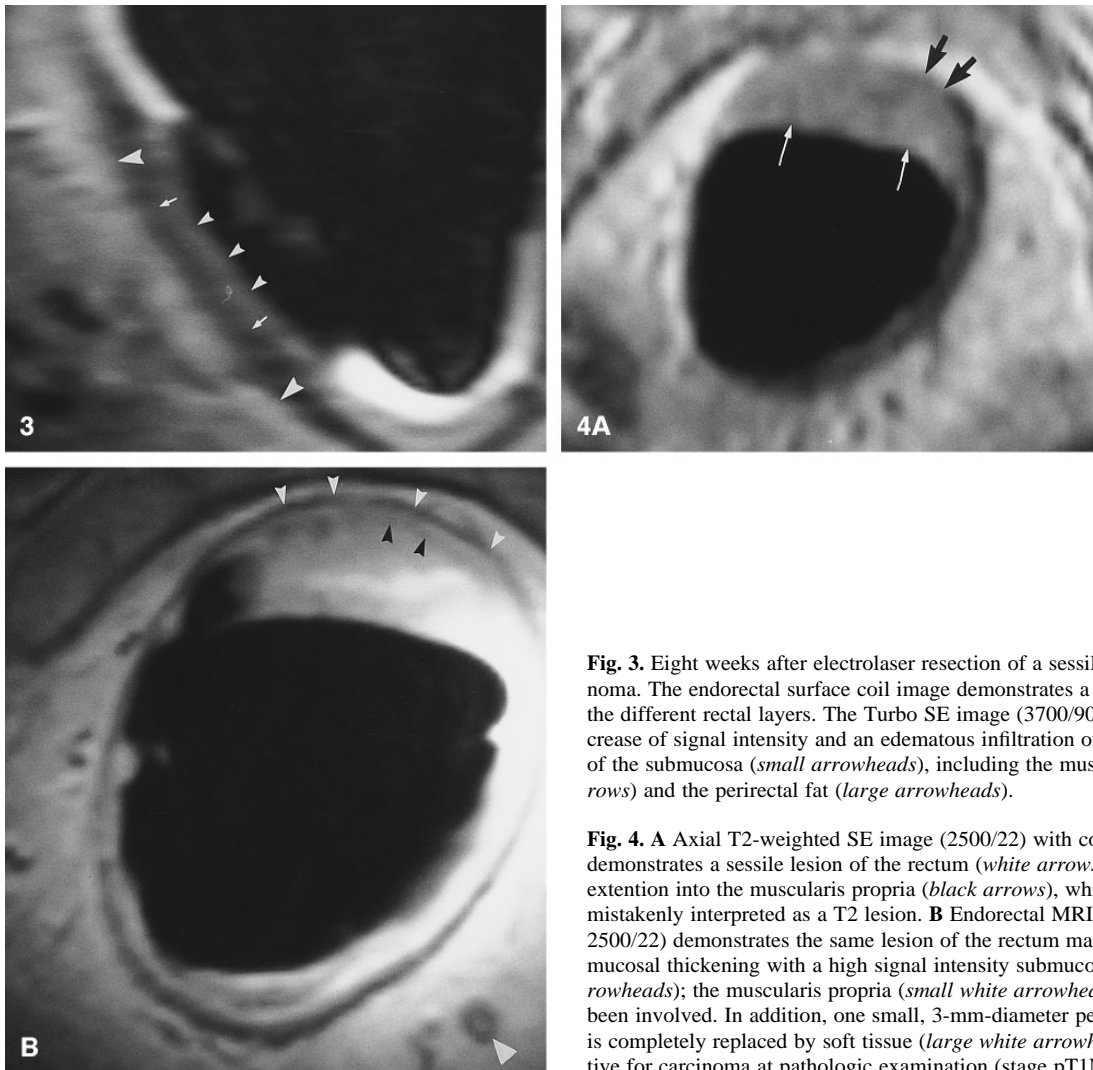 3
4A
B
Fig. 3. Eight weeks after electrolaser resection of a sessil
noma. The endorectal surface coil image demonstrates a
the different rectal layers. The Turbo SE image (3700/90
crease of signal intensity and an edematous infiltration o
of the submucosa (small arrowheads), including the mus
rows) and the perirectal fat (large arrowheads).
Fig. 4. A Axial T2-weighted SE image (2500/22) with co
demonstrates a sessile lesion of the rectum (white arrow
extention into the muscularis propria (black arrows), whi
mistakenly interpreted as a T2 lesion. B Endorectal MRI
2500/22) demonstrates the same lesion of the rectum ma
mucosal thickening with a high signal intensity submuco
rowheads); the muscularis propria (small white arrowhea
been involved. In addition, one small, 3-mm-diameter pe
is completely replaced by soft tissue (large white arrowh
tive for carcinoma at pathologic examination (stage pT1N